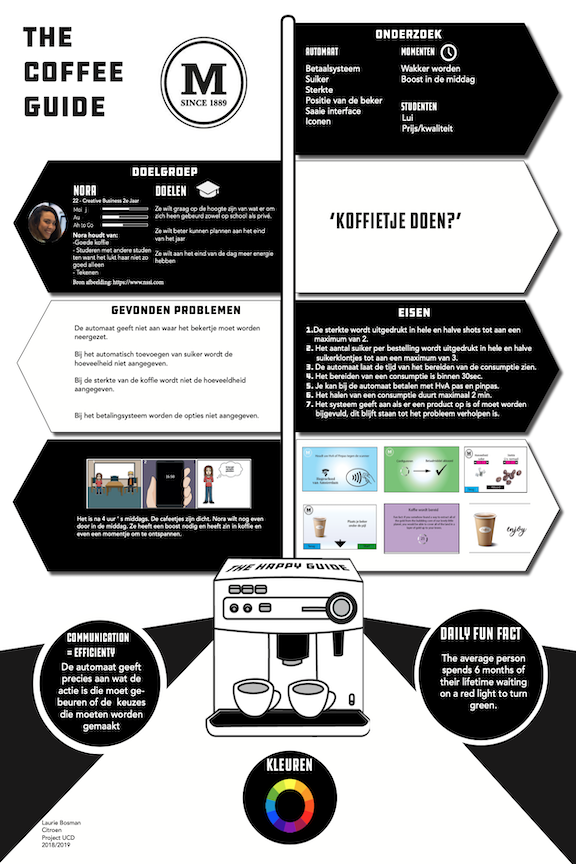 THE
COFFEE
GUIDE
M
SINCE 1889
ONDERZOEK
AUTOMAAT
Betaalsysteem
Suiker
Sterkte
Positie van de beker
Saaie interface
Iconen
MOMENTEN
Wakker worden
Boost in de middag
STUDENTEN
Lui
Prijs/kwaliteit
DOELGROEP
NORA
22 - Creative Business 2e Jaar
Mei j
Au
Ah to Co
Nora houdt van:
-Goede koffie
- Studeren met andere studen
ten want het lukt haar niet zo
goed alleen
- Tekenen
Bron afbeelding: https://www.nasi.com
DOELEN
Ze wilt graag op de hoogte zijn van wat er om
zich heen gebeurd zowel op school als privé.
Ze wilt beter kunnen plannen aan het eind
van het jaar
Ze wilt aan het eind van de dag meer energie
hebben
'KOFFIETJE DOEN?'
GEVONDEN PROBLEMEN
De automaat geeft niet aan waar het bekertje moet worden
neergezet.
Bij het automatisch toevoegen van suiker wordt de
hoeveelheid niet aangegeven.
Bij de sterkte van de koffie wordt niet de hoeveeldheid
aangegeven.
Bij het betalingsysteem worden de opties niet aangegeven.
EISEN
1.De sterkte wordt uitgedrukt in hele en halve shots tot aan een
maximum van 2.
2. Het aantal suiker per bestelling wordt uitgedrukt in hele en halve
suikerklontjes tot aan een maximum van 3.
3. De automaat laat de tijd van het bereiden van de consumptie zien.
4. Het bereiden van een consumptie is binnen 30sec.
5. Je kan bij de automaat betalen met HvA pas en pinpas.
6. Het halen van een consumptie duurt maximaal 2 min.
7. Het systeem geeft aan als er een product op is of moet worden
bijgevuld, dit blijft staan tot het probleem verholpen is.
Het is na 4 uur ' s middags. De cafeetjes zijn dicht. Nora wilt nog even
door in de middag. Ze heeft een boost nodig en heeft zin in koffie en
even een momentje om te ontspannen.
enjoy
THE HAPPY GUIDE
COMMUNICATION
= EFFICIENTY
De automaat geeft
precies aan wat de
actie is die moet ge-
beuren of de keuzes
die moeten worden
gemaakt
DAILY FUN FACT
The average person
spends 6 months of
their lifetime waiting
on a red light to turn
green.
KLEUREN
Laurie Bosman
Citroen
Project UCD
2018/2019